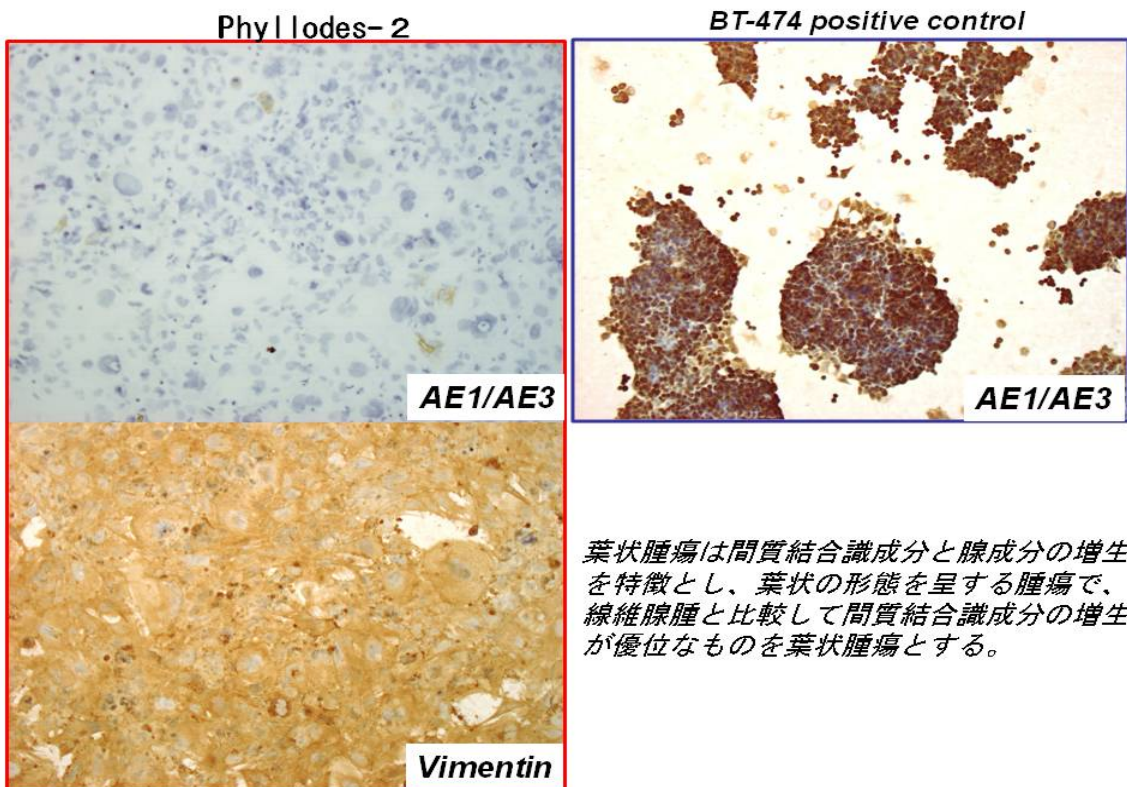 Phyllodes-2
BT-474 positive control
AE1/AE3
AE1/AE3
Vimentin
葉状腫瘍は間質結合識成分と腺成分の増生
を特徴とし、葉状の形態を呈する腫瘍で、
線維腺腫と比較して間質結合識成分の増生
が優位なものを葉状腫瘍とする。